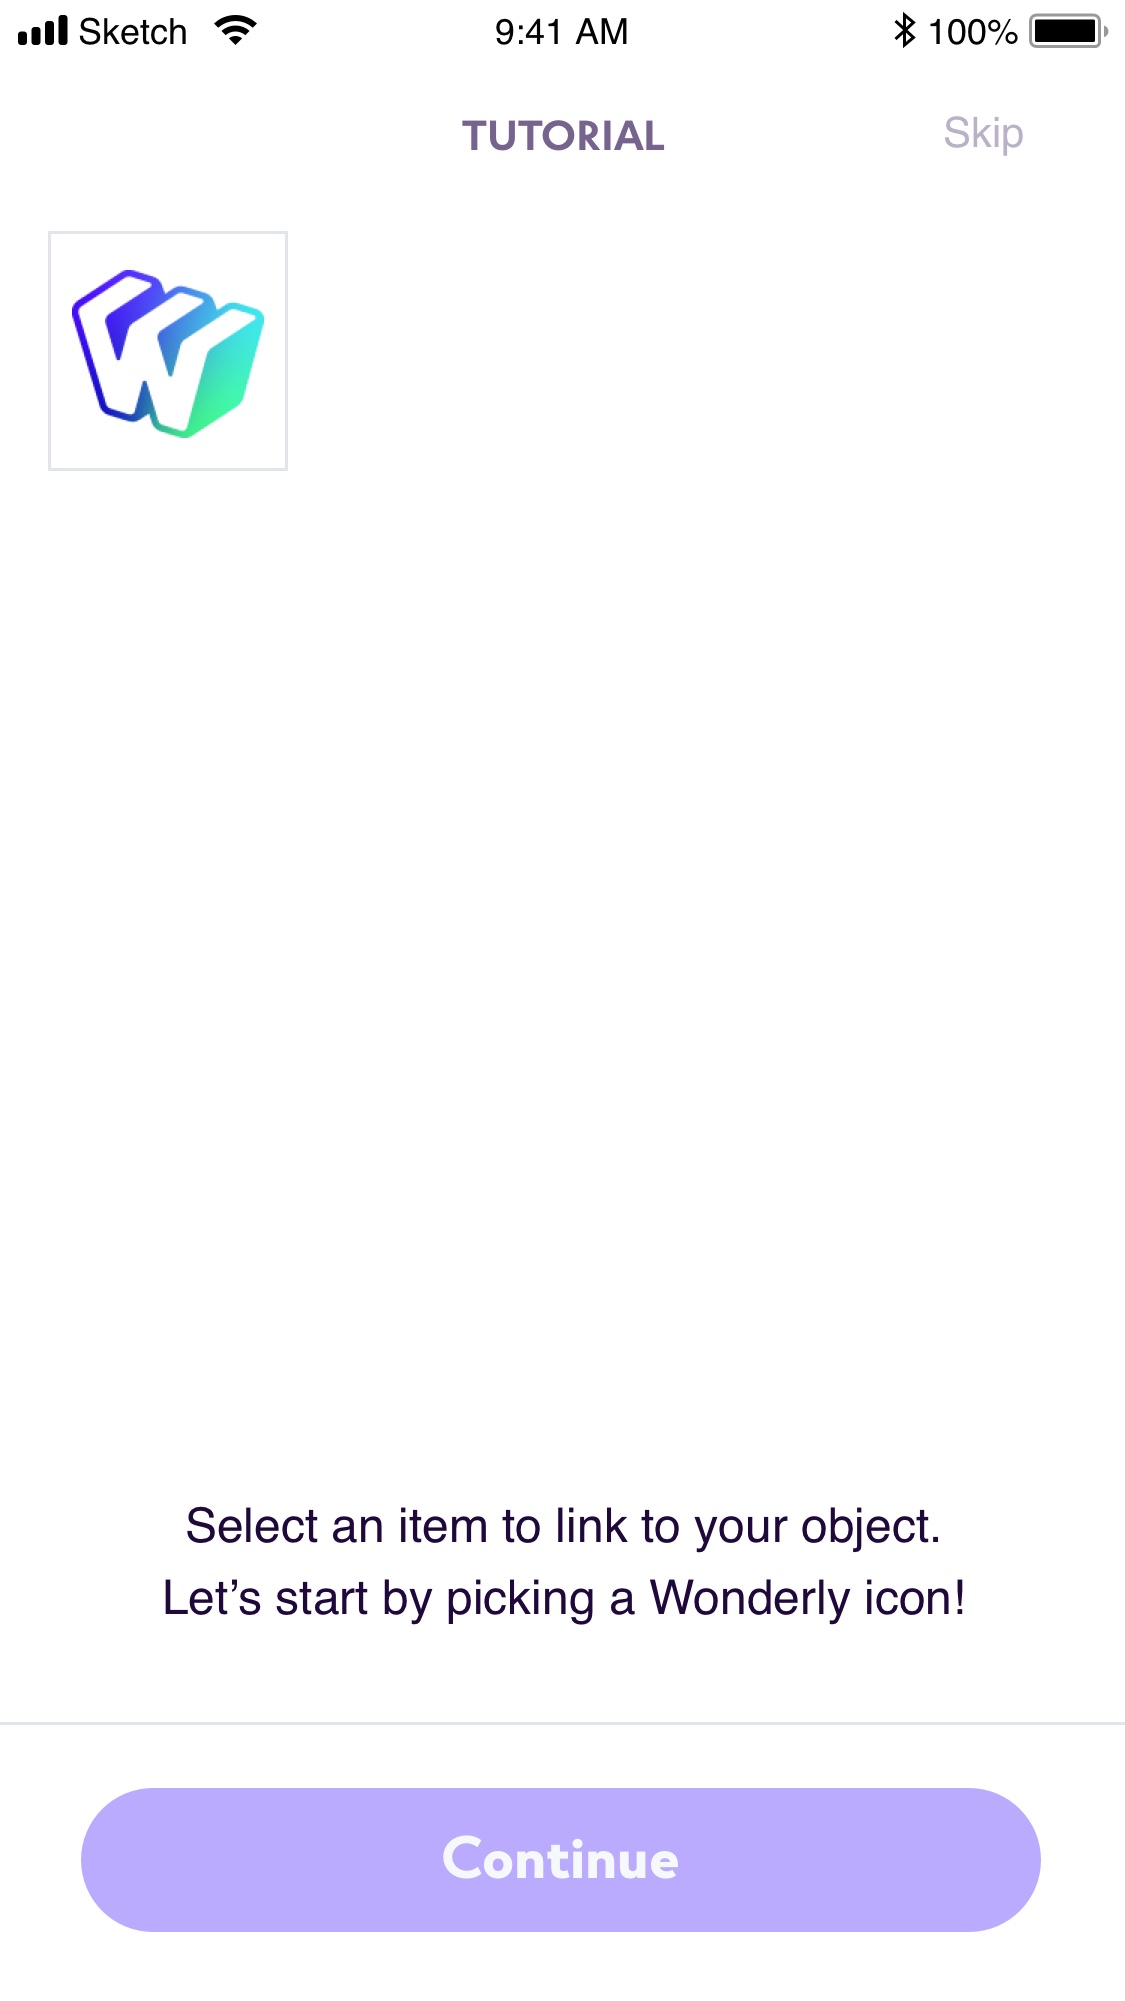 Sketch 9:41 AM 100%
TUTORIAL Skip
W
Select an item to link to your object.
Let’s start by picking a Wonderly icon!
Continue